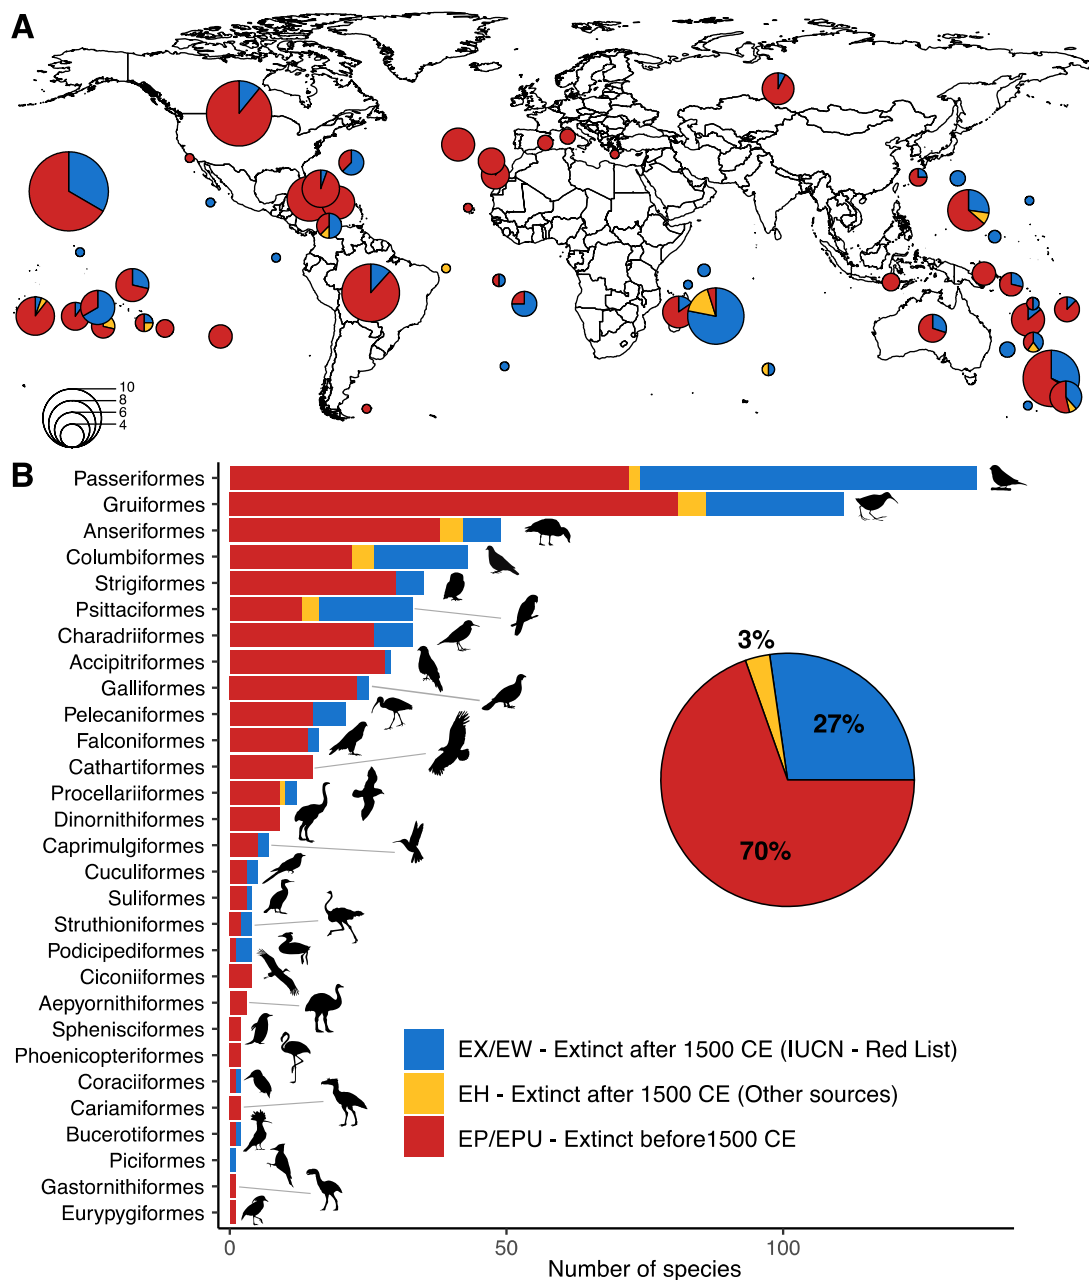 A
10
8
6
4
B
Passeriformes
Gruiformes
Anseriformes
Columbiformes
Strigiformes
Psittaciformes
Charadriiformes
Accipitriformes
Galliformes
Pelecaniformes
Falconiformes
Cathartiformes
Procellariiformes
Dinornithiformes
Caprimulgiformes
Cuculiformes
Suliformes
Struthioniformes
Podicipediformes
Ciconiiformes
Aepyornithiformes
Sphenisciformes
Phoenicopteriformes
Coraciiformes
Cariamiformes
Bucerotiformes
Piciformes
Gastornithiformes
Eurypygiformes
3%
27%
70%
EX/EW - Extinct after 1500 CE (IUCN - Red List)
EH - Extinct after 1500 CE (Other sources)
EP/EPU - Extinct before1500 CE
0 50 100
Number of species